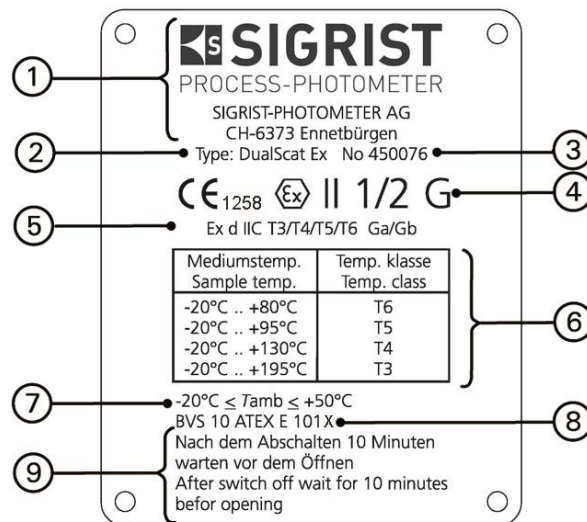 SIGRIST
PROCESS-PHOTOMETER
SIGRIST-PHOTOMETER AG
CH-6373 Ennetbürgen
Type: DualScat Ex No 450076
CE 1258 Ex II 1/2 G
Ex d IIC T3/T4/T5/T6 Ga/Gb
Mediumstemp. Temp. klasse
Sample temp. Temp. class
-20°C .. +80°C T6
-20°C .. +95°C T5
-20°C .. +130°C T4
-20°C .. +195°C T3
-20°C ≤ Tamb ≤ +50°C
BVS 10 ATEX E 101X
Nach dem Abschalten 10 Minuten
warten vor dem Öffnen
After switch off wait for 10 minutes
befor opening
1
2
3
4
5
6
7
8
9